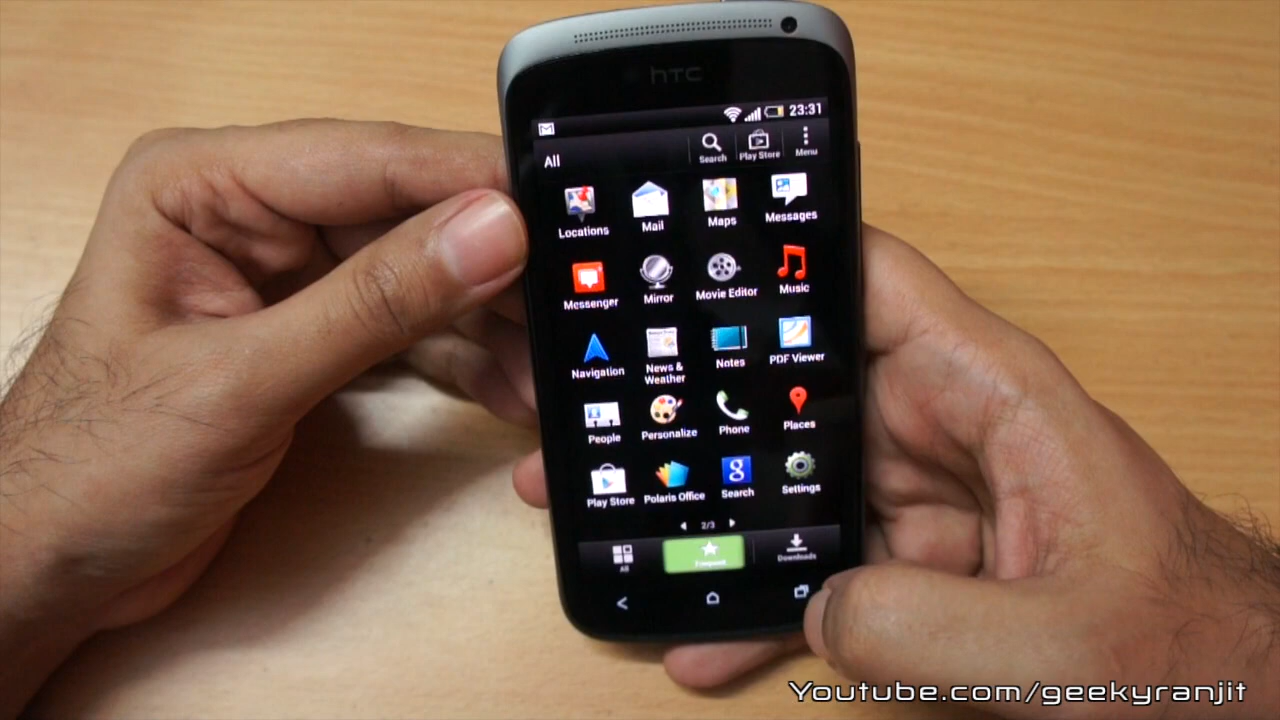 hTC
23:31
All
Search Play Store Menu
Locations Mail Maps Messages
Messenger Mirror Movie Editor Music
Navigation News & Weather Notes PDF Viewer
People Personalize Phone Places
Play Store Polaris Office Search Settings
2/3
All Frequent Downloads
Youtube.com/geekyranjit